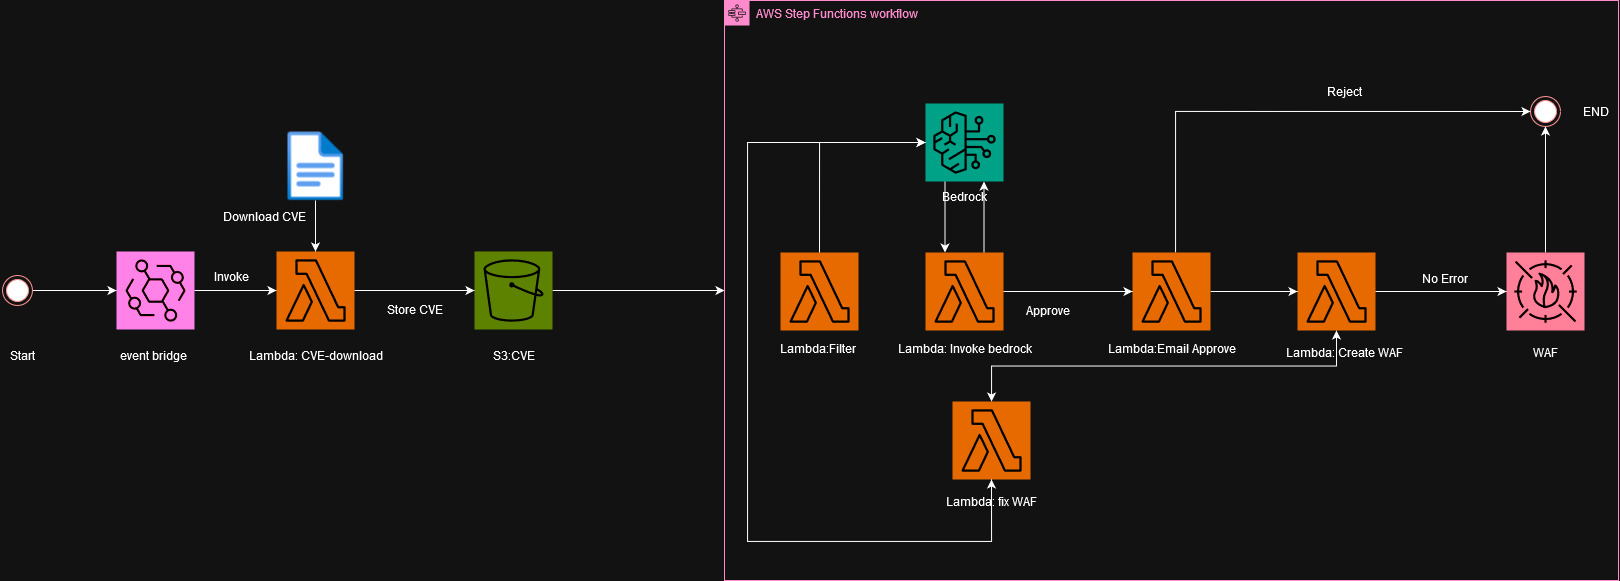 AWS Step Functions workflow
Reject
END
Bedrock
Download CVE
Invoke
Store CVE
Approve
No Error
Start
event bridge
Lambda: CVE-download
S3:CVE
Lambda:Filter
Lambda: Invoke bedrock
Lambda:Email Approve
Lambda: Create WAF
WAF
Lambda: fix WAF